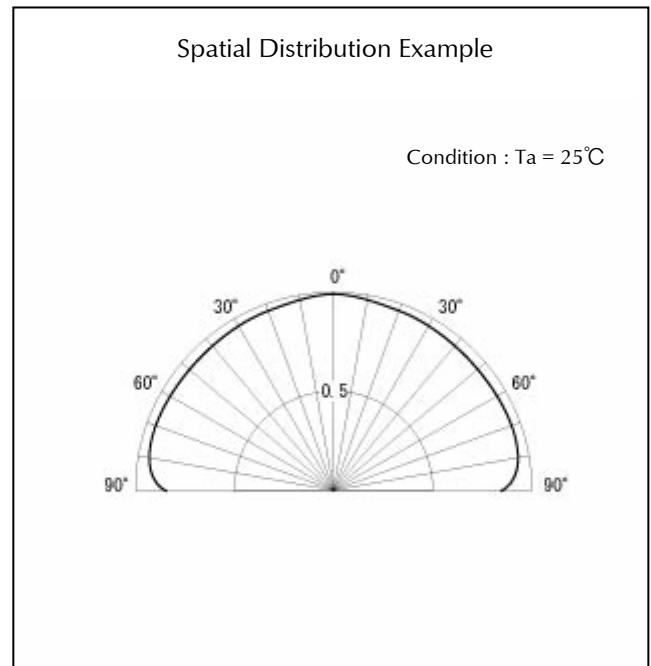 Spatial Distribution Example
Condition : Ta = 25℃
0°
30° 30°
60° 60°
0. 5
90° 90°